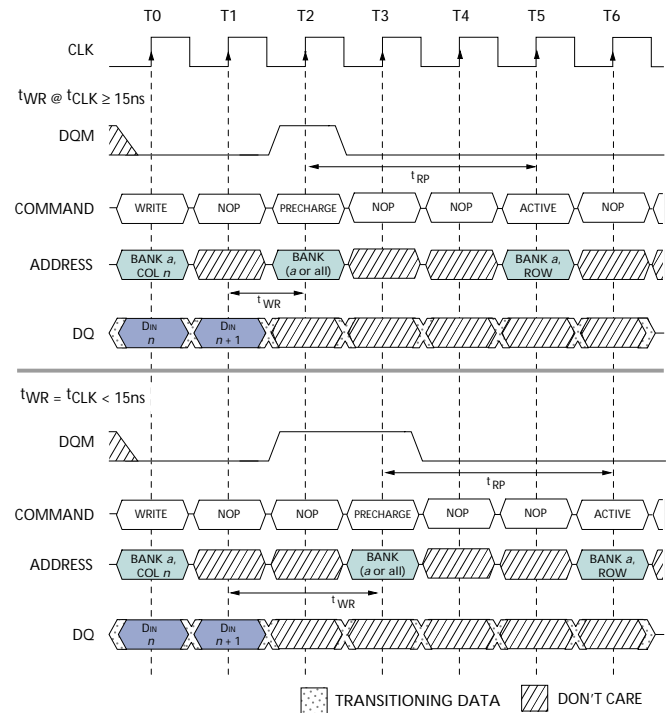 T0 T1 T2 T3 T4 T5 T6
CLK
tWR @ tCLK ≥ 15ns
DQM
tRP
COMMAND WRITE NOP PRECHARGE NOP NOP ACTIVE NOP
ADDRESS BANK a, COL n BANK (a or all) BANK a, ROW
tWR
DQ DIN n DIN n + 1
tWR = tCLK < 15ns
DQM
tRP
COMMAND WRITE NOP NOP PRECHARGE NOP NOP ACTIVE
ADDRESS BANK a, COL n BANK (a or all) BANK a, ROW
tWR
DQ DIN n DIN n + 1
TRANSITIONING DATA DON'T CARE